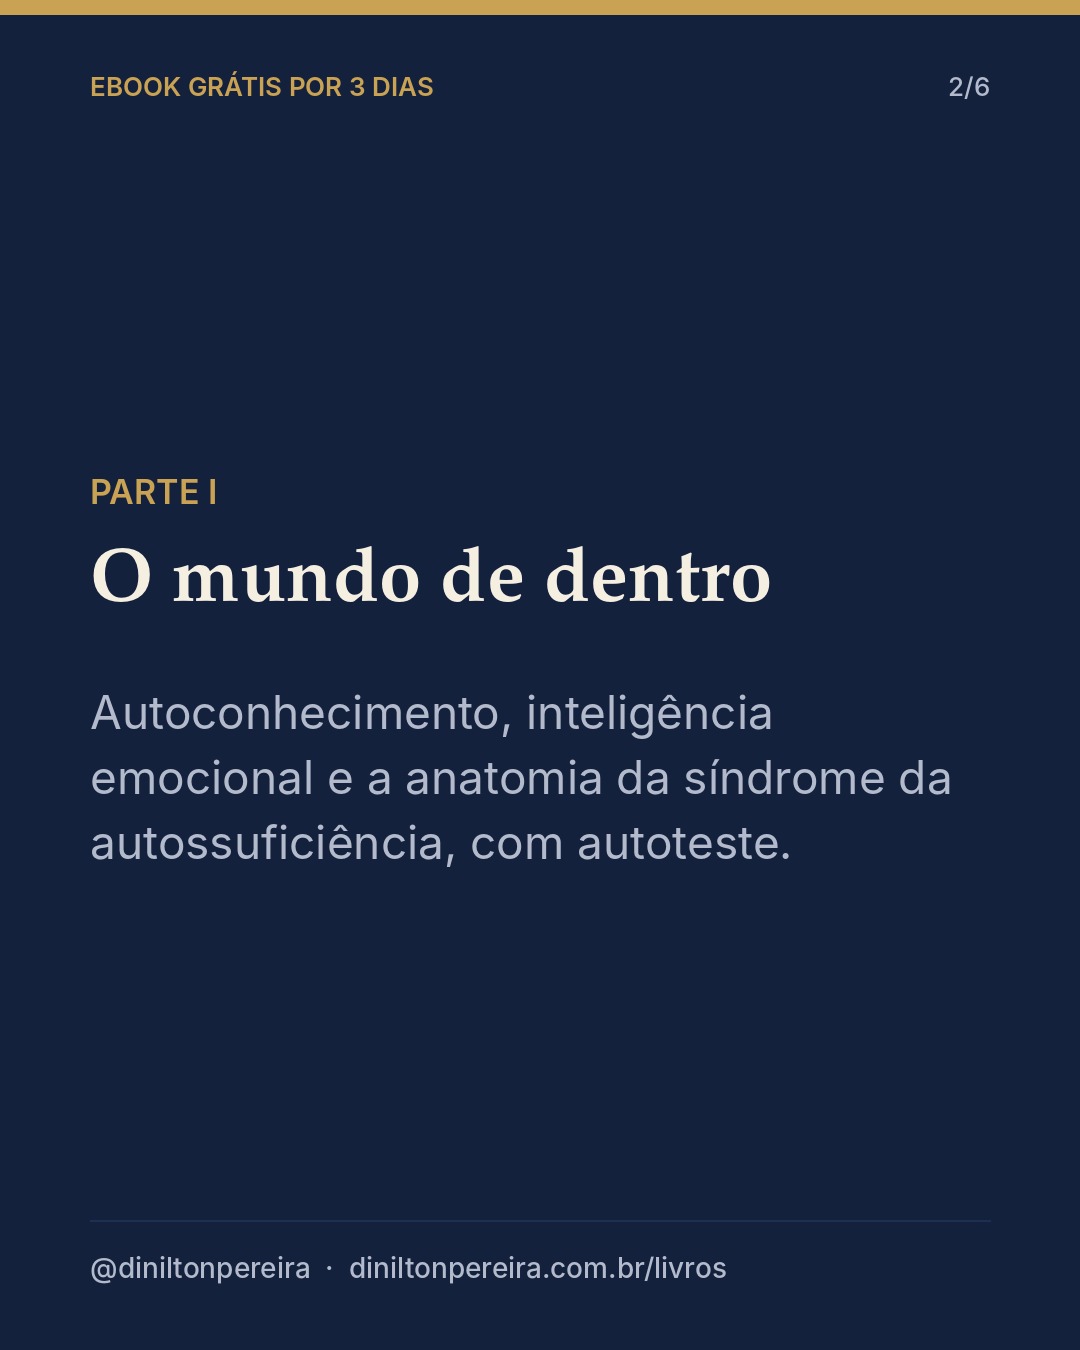 EBOOK GRÁTIS POR 3 DIAS
2/6
PARTE I
O mundo de dentro
Autoconhecimento, inteligência
emocional e a anatomia da síndrome da
autossuficiência, com autoteste.
@diniltonpereira · diniltonpereira.com.br/livros